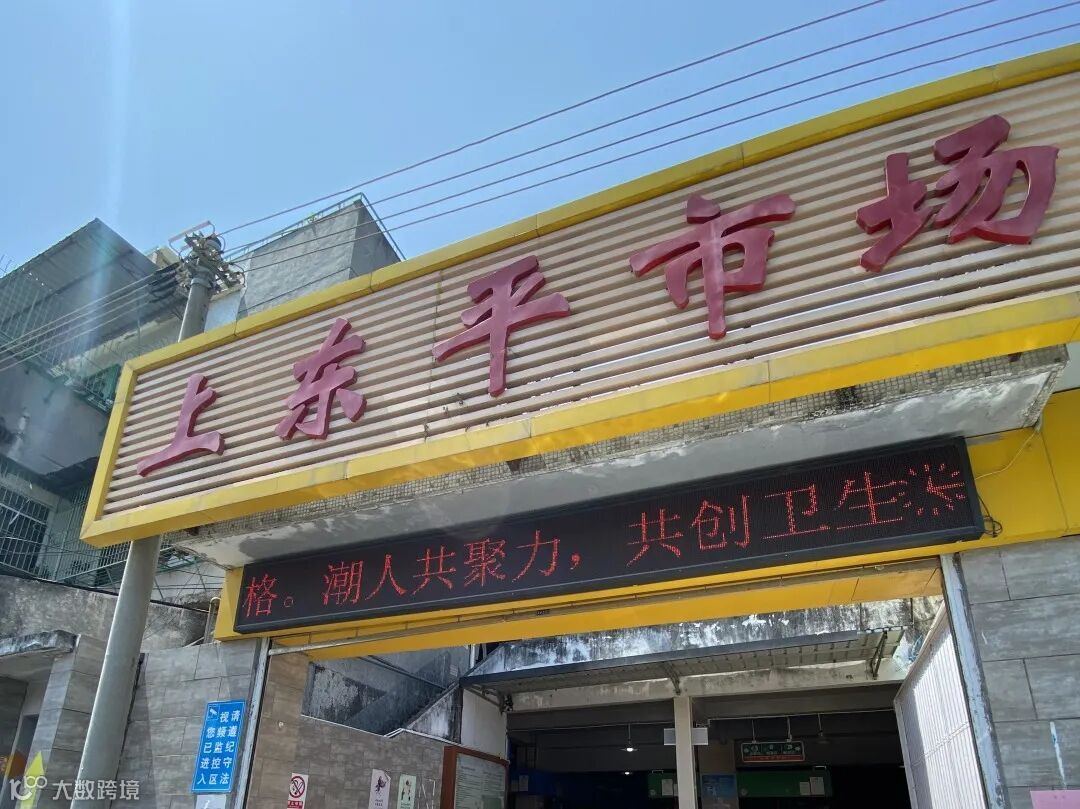 上东平市场
格。潮人共聚力，共创卫生
请遵纪守法
您已进入
视频监控区
大数跨境